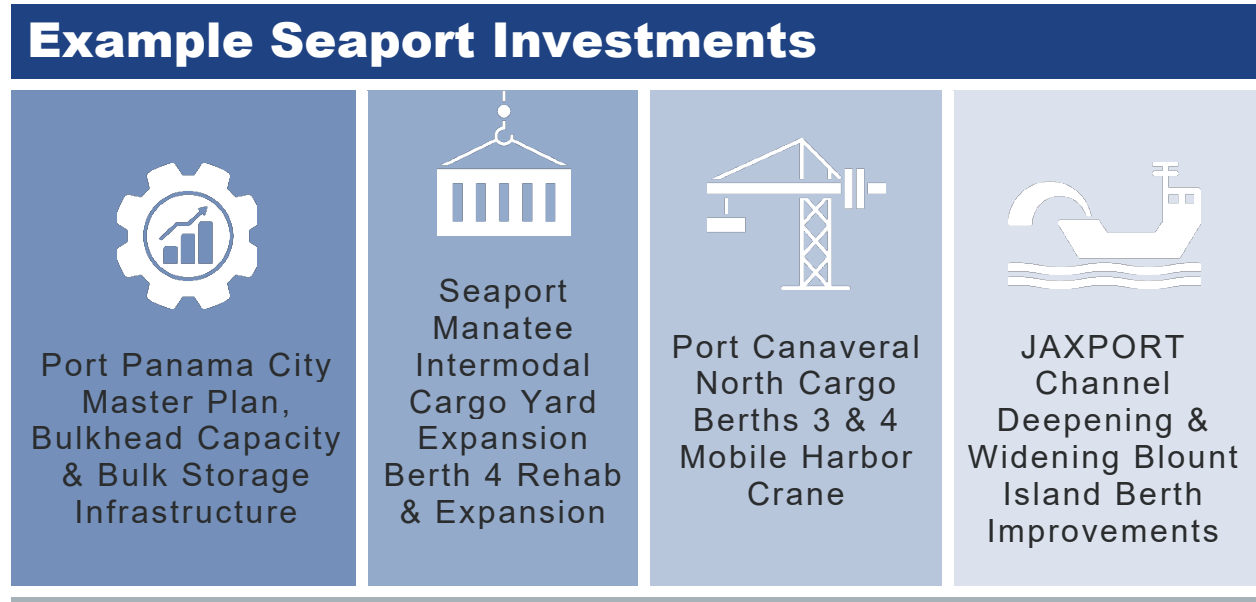 Example Seaport Investments
Port Panama City
Master Plan,
Bulkhead Capacity
& Bulk Storage
Infrastructure
Seaport
Manatee
Intermodal
Cargo Yard
Expansion
Berth 4 Rehab
& Expansion
Port Canaveral
North Cargo
Berths 3 & 4
Mobile Harbor
Crane
JAXPORT
Channel
Deepening &
Widening Blount
Island Berth
Improvements